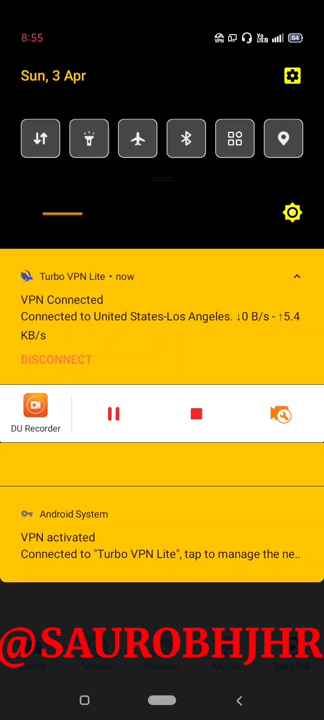 8:55
VPN
84
Sun, 3 Apr
Turbo VPN Lite • now
VPN Connected
Connected to United States-Los Angeles. ↓0 B/s - ↑5.4
KB/s
DISCONNECT
DU Recorder
Android System
VPN activated
Connected to "Turbo VPN Lite", tap to manage the ne..
@SAUROBHJHR